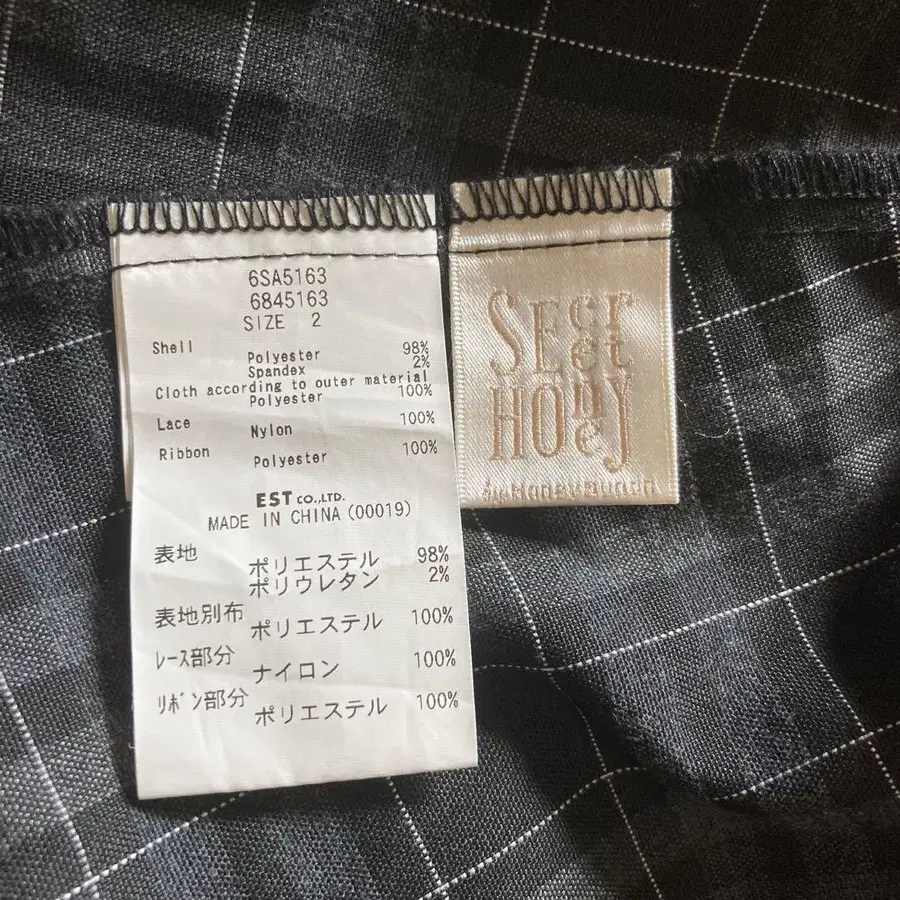 6SA5163
6845163
SIZE 2
Shell Polyester 98%
Spandex 2%
Cloth according to outer material
Polyester 100%
Lace Nylon 100%
Ribbon Polyester 100%
EST CO.,LTD.
MADE IN CHINA (00019)
表地 ポリエステル 98%
ポリウレタン 2%
表地別布 ポリエステル 100%
ﾚｰｽ部分 ナイロン 100%
ﾘﾎﾞﾝ部分 ポリエステル 100%
SEcret
HOney
by Honey Bunch